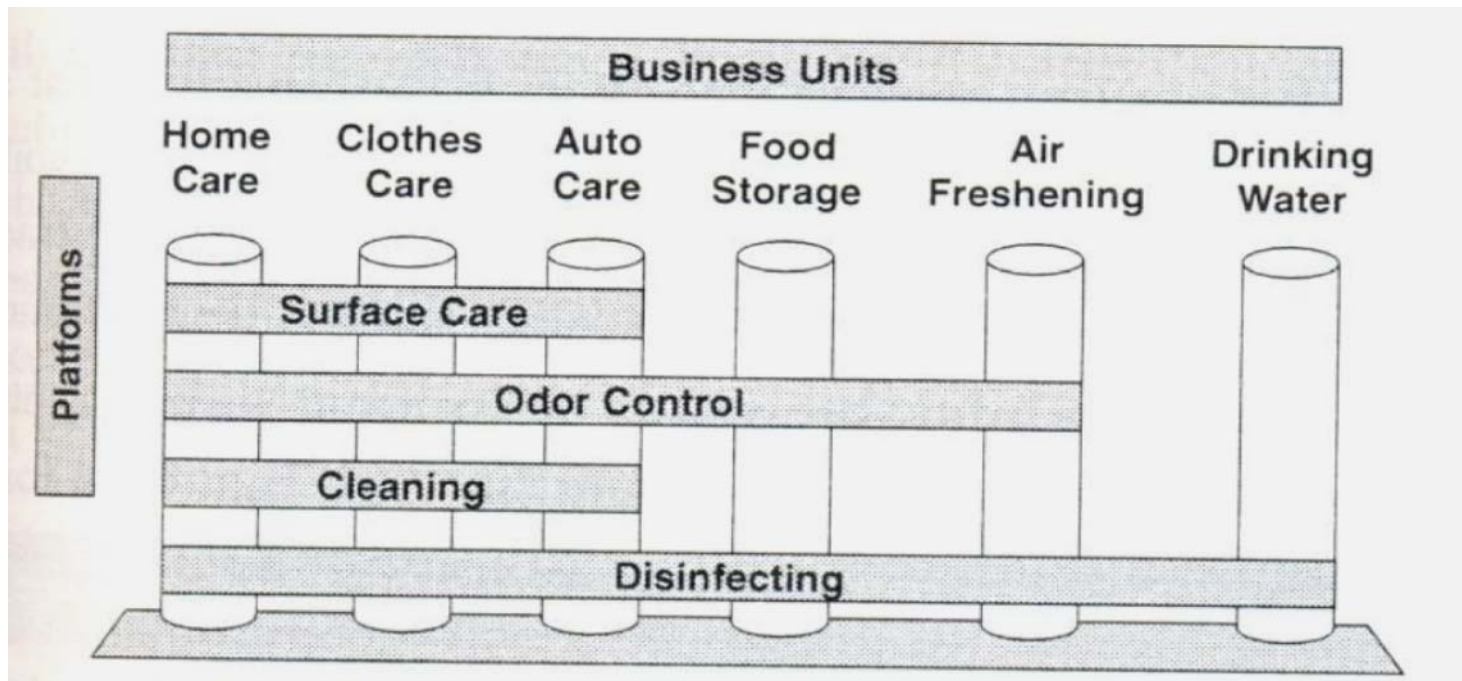 Business Units
Home
Care
Clothes
Care
Auto
Care
Food
Storage
Air
Freshening
Drinking
Water
Platforms
Surface Care
Odor Control
Cleaning
Disinfecting